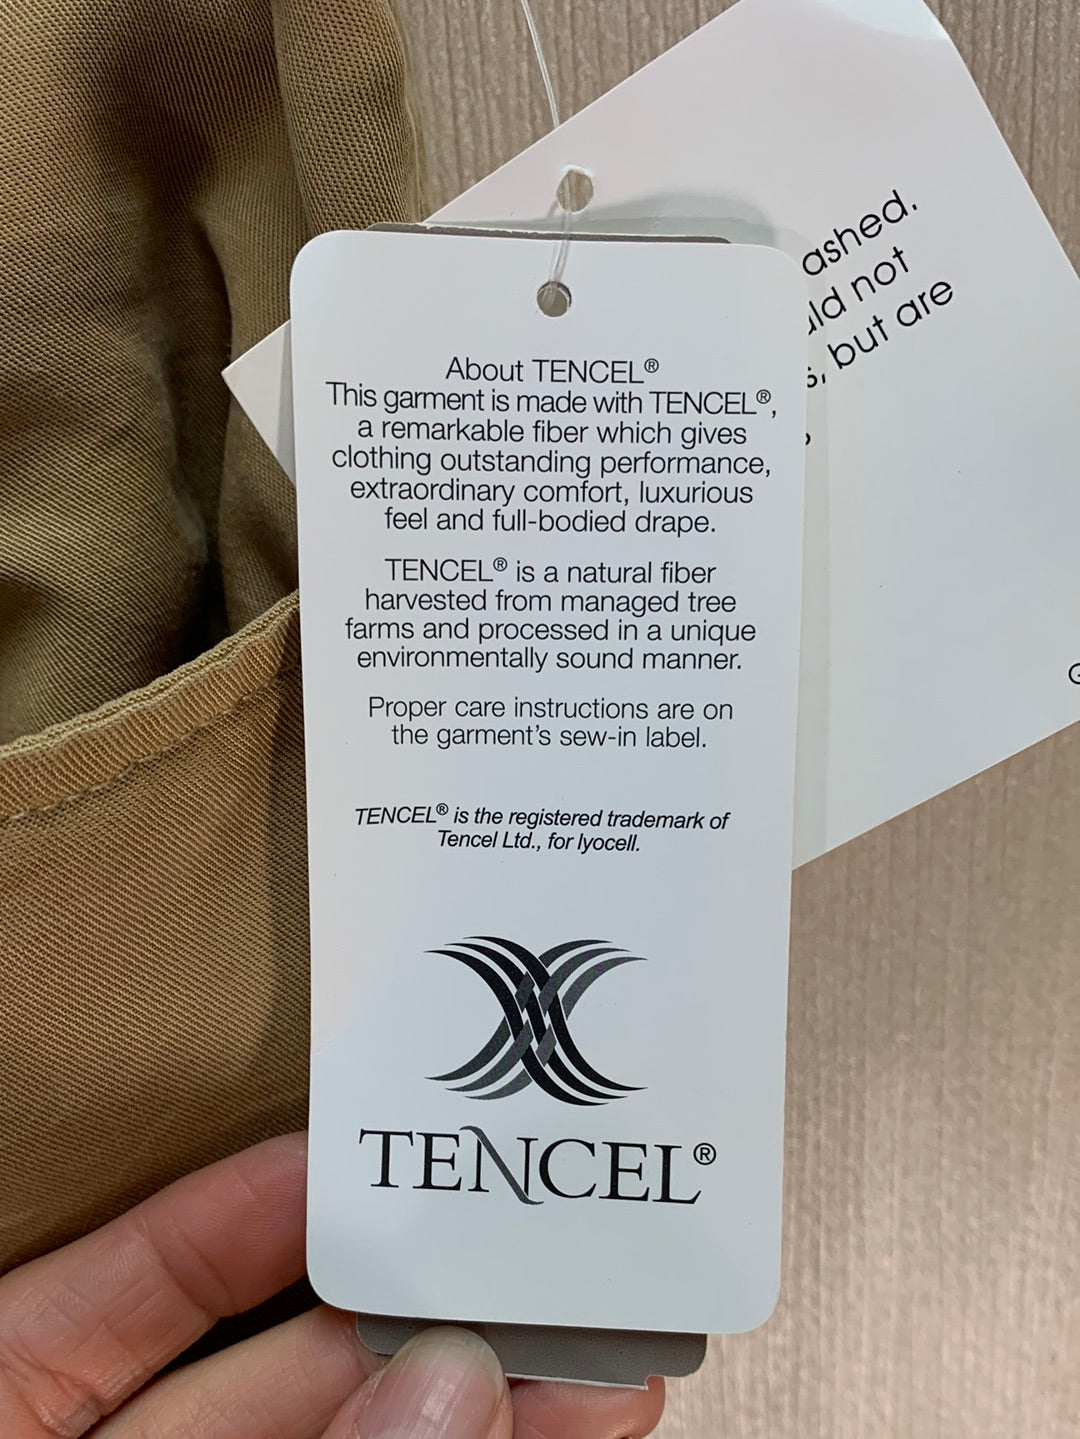 About TENCEL®
This garment is made with TENCEL®,
a remarkable fiber which gives
clothing outstanding performance,
extraordinary comfort, luxurious
feel and full-bodied drape.
TENCEL® is a natural fiber
harvested from managed tree
farms and processed in a unique
environmentally sound manner.
Proper care instructions are on
the garment's sew-in label.
TENCEL® is the registered trademark of
Tencel Ltd., for lyocell.
TENCEL®
not
but are